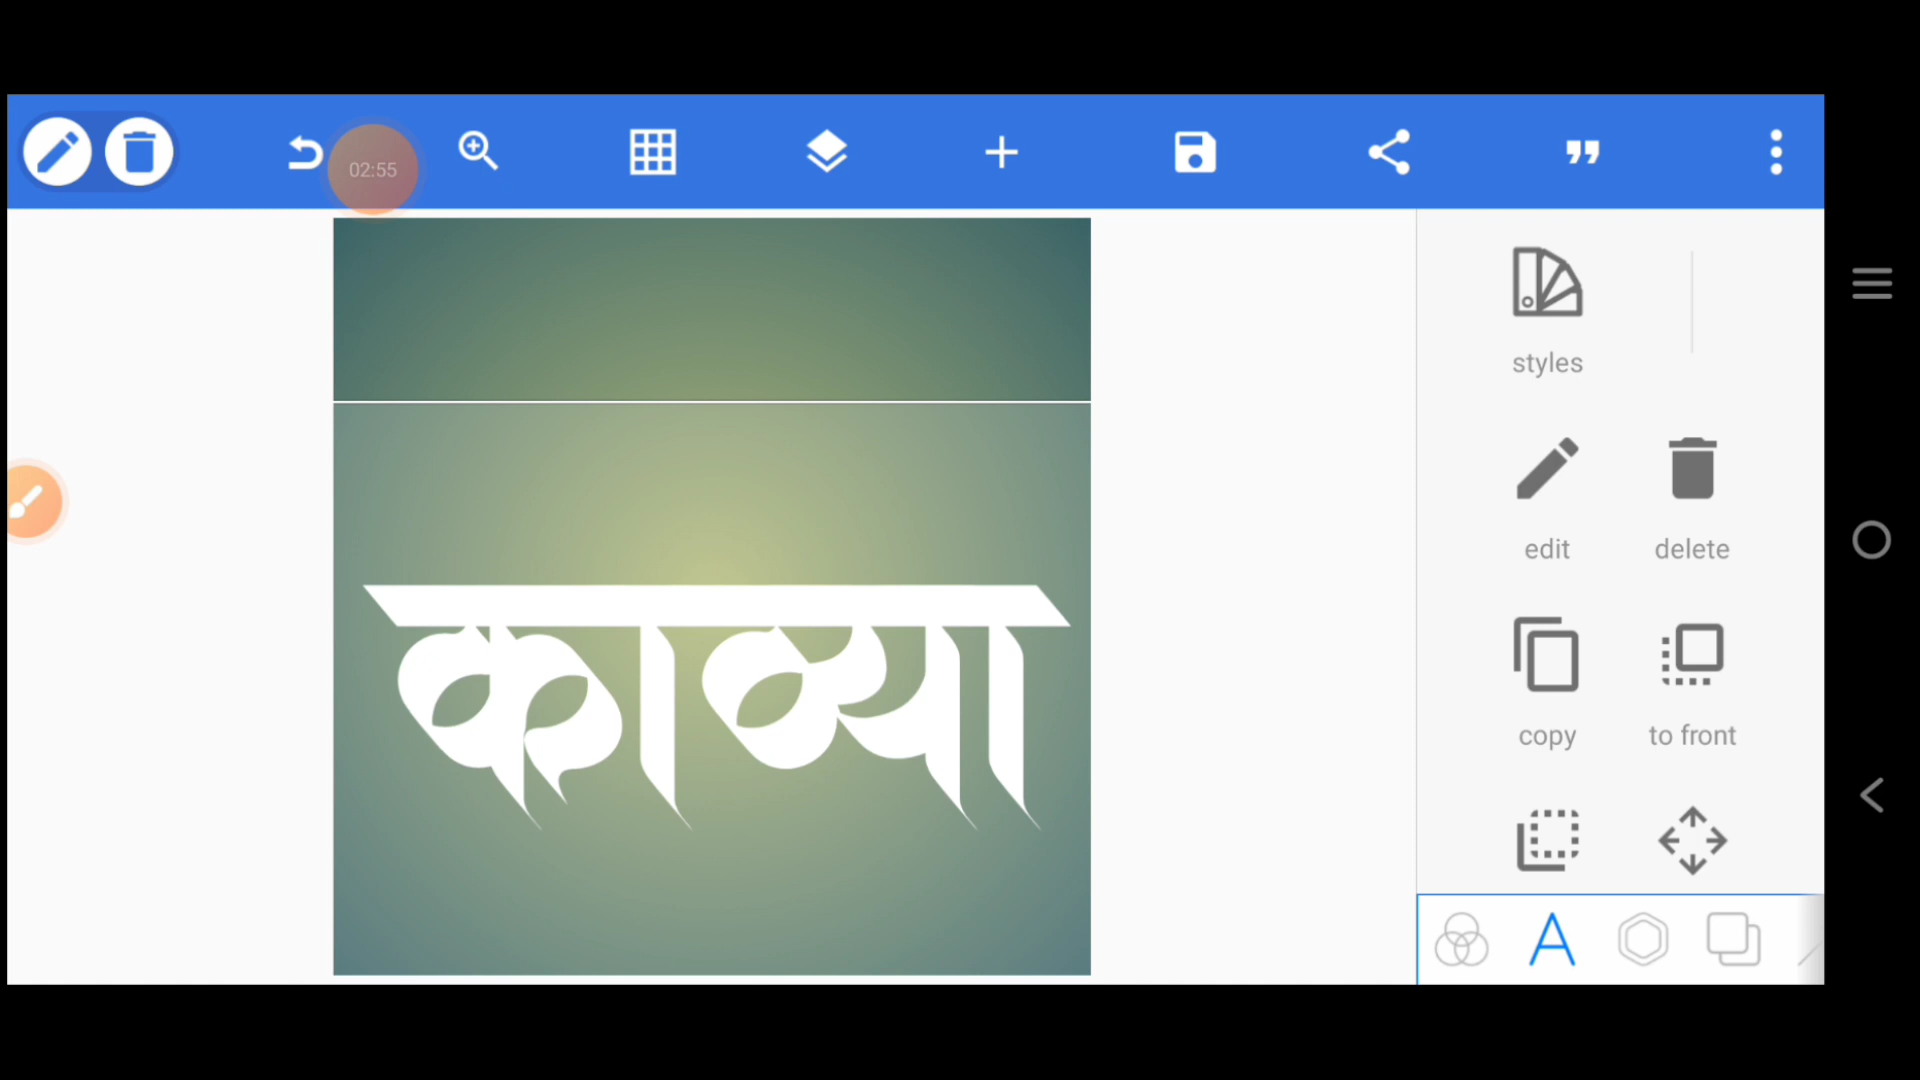 02:55
styles
edit
delete
copy
to front
काव्या